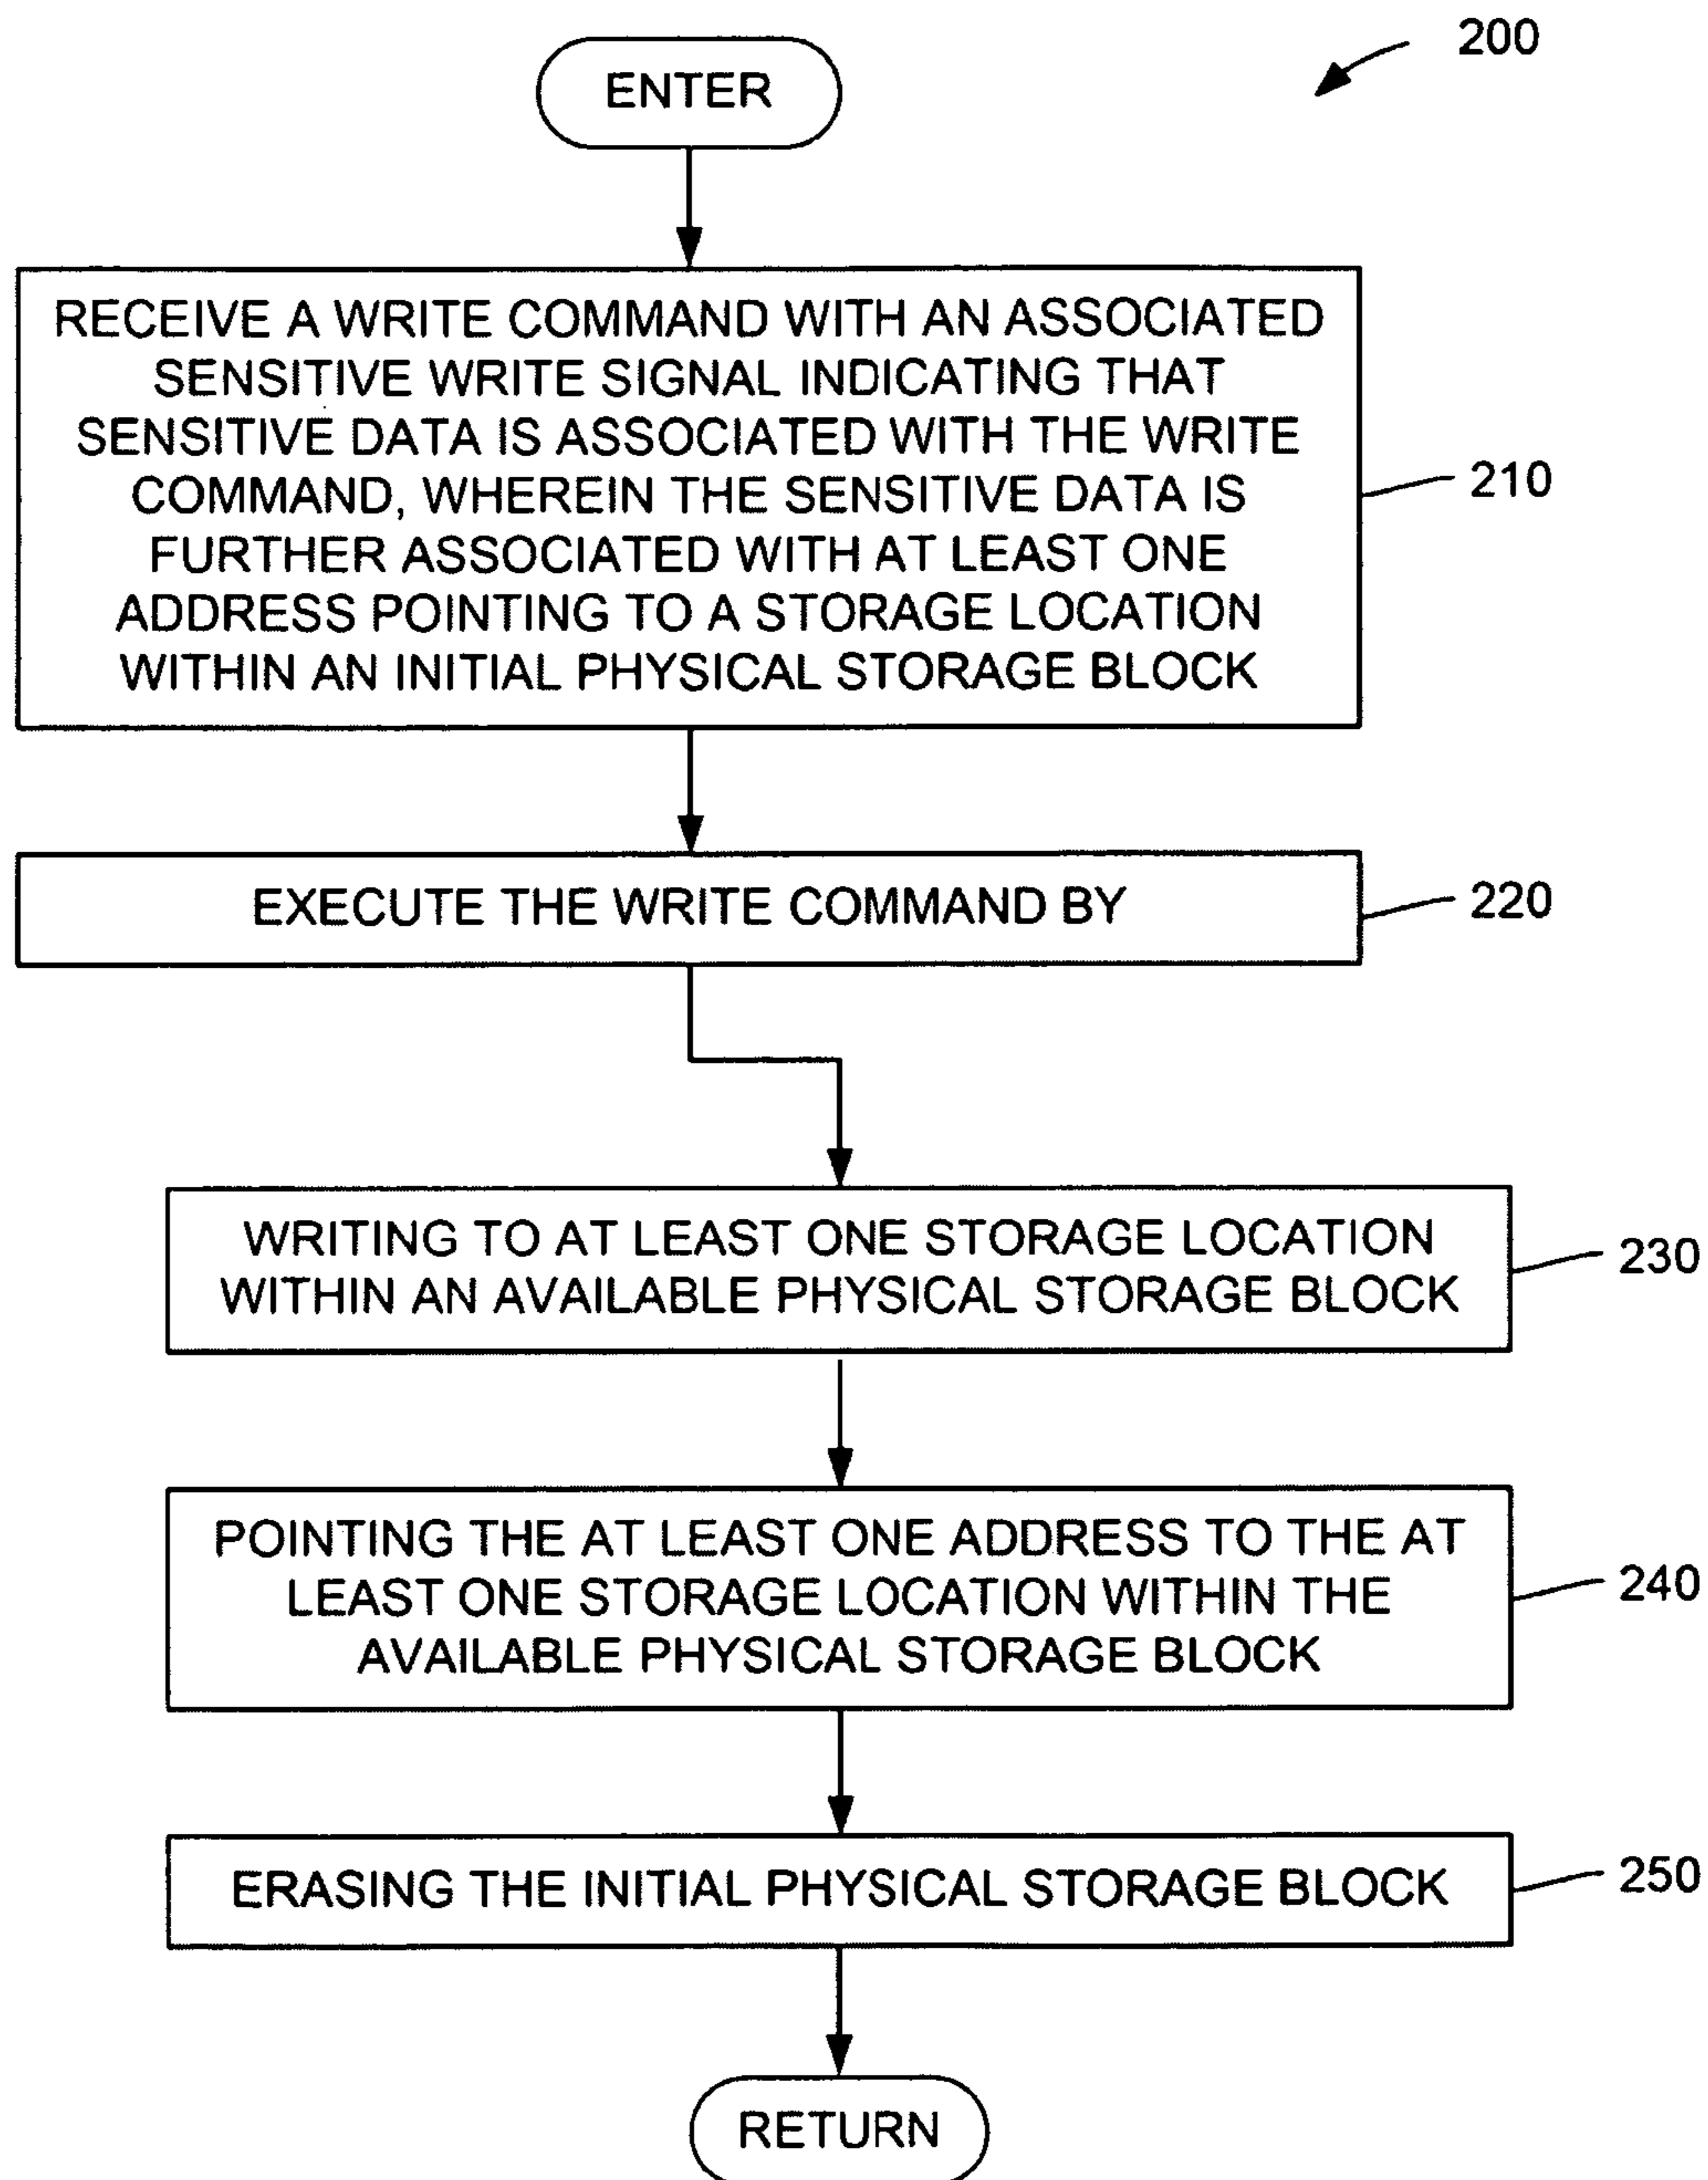 200
ENTER
RECEIVE A WRITE COMMAND WITH AN ASSOCIATED
SENSITIVE WRITE SIGNAL INDICATING THAT
SENSITIVE DATA IS ASSOCIATED WITH THE WRITE
COMMAND, WHEREIN THE SENSITIVE DATA IS
FURTHER ASSOCIATED WITH AT LEAST ONE
ADDRESS POINTING TO A STORAGE LOCATION
WITHIN AN INITIAL PHYSICAL STORAGE BLOCK
210
EXECUTE THE WRITE COMMAND BY
220
WRITING TO AT LEAST ONE STORAGE LOCATION
WITHIN AN AVAILABLE PHYSICAL STORAGE BLOCK
230
POINTING THE AT LEAST ONE ADDRESS TO THE AT
LEAST ONE STORAGE LOCATION WITHIN THE
AVAILABLE PHYSICAL STORAGE BLOCK
240
ERASING THE INITIAL PHYSICAL STORAGE BLOCK
250
RETURN